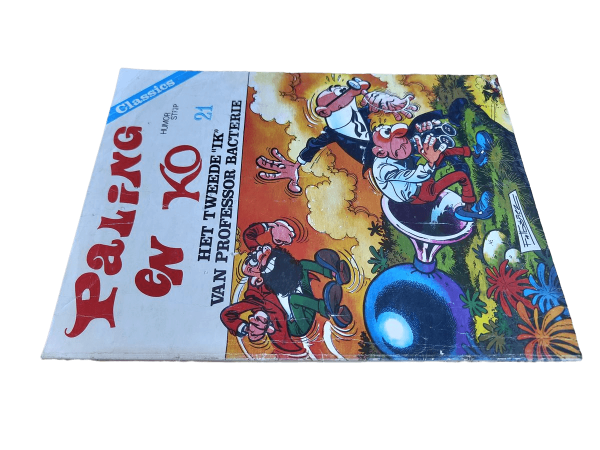 Classics
PALiNG
EN KO
HUMOR
STRIP
21
HET TWEEDE "IK"
VAN PROFESSOR BACTERIE